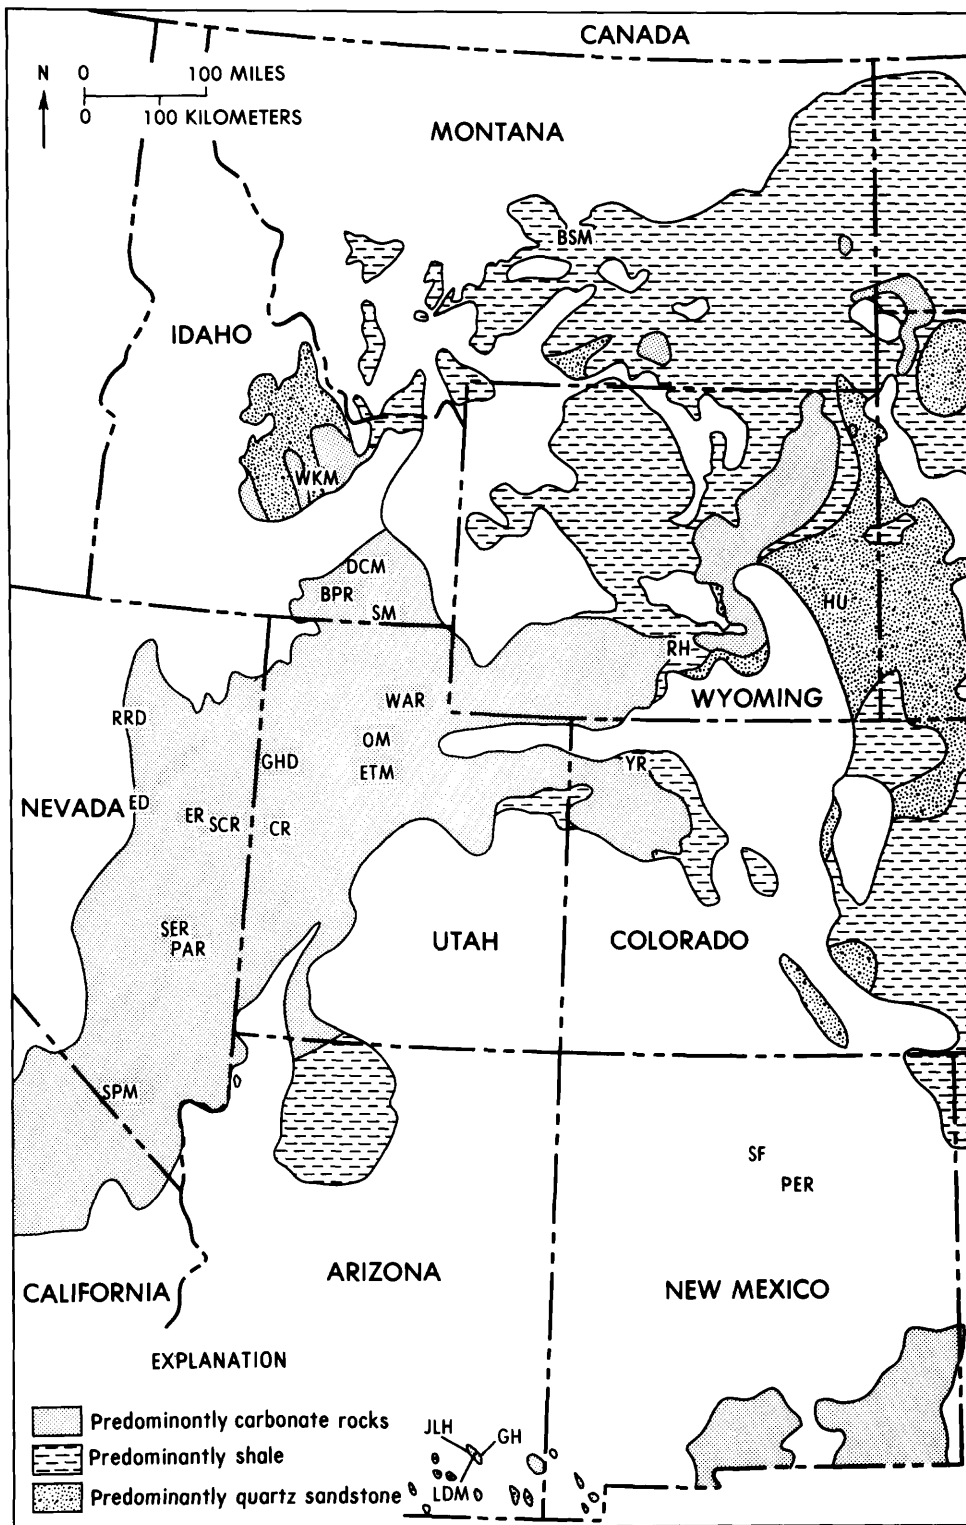 CANADA
N 0 100 MILES
0 100 KILOMETERS
MONTANA
BSM
IDAHO
WKM
DCM
BPR
SM
HU
RH
WAR
WYOMING
RRD
OM
GHD
ETM
YR
NEVADA
ED
ER
SCR
CR
SER
PAR
UTAH
COLORADO
SPM
SF
PER
ARIZONA
CALIFORNIA
NEW MEXICO
EXPLANATION
Predominontly carbonate rocks
Predominantly shale
Predominantly quartz sandstone
JLH
GH
LDM